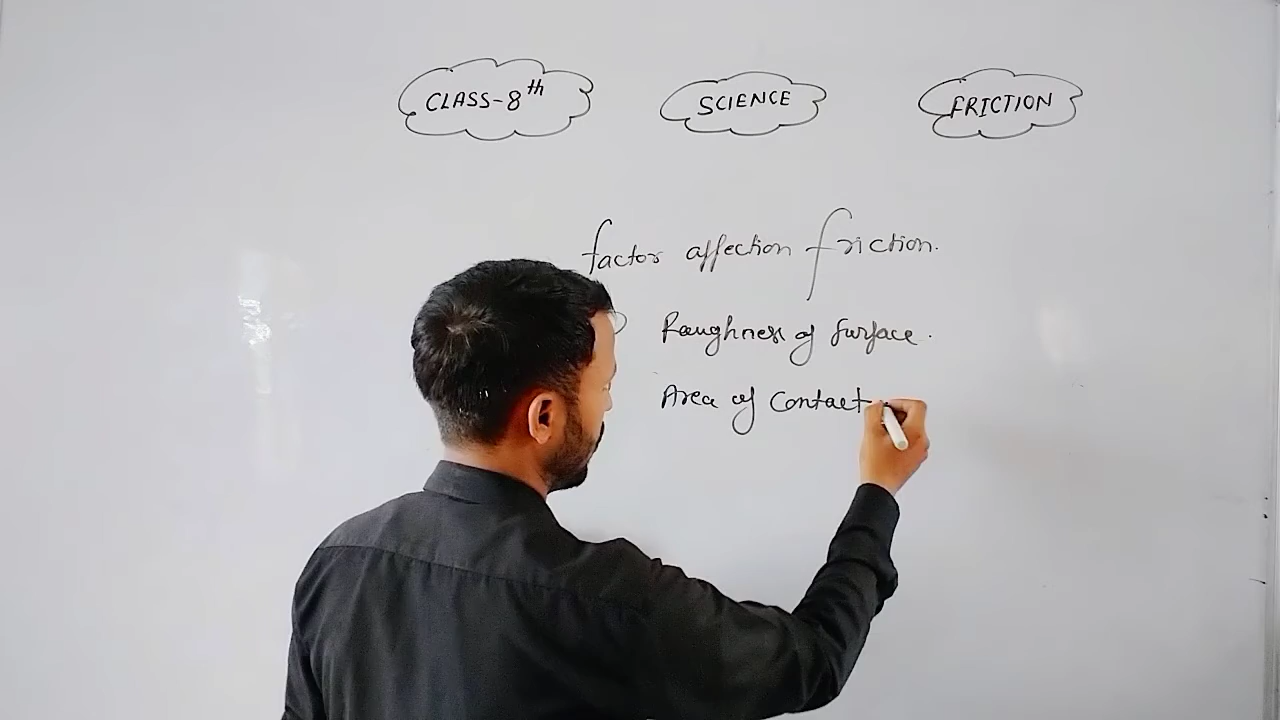 CLASS-8th SCIENCE FRICTION
factor affection friction.
Roughness of surface.
Area of Contact